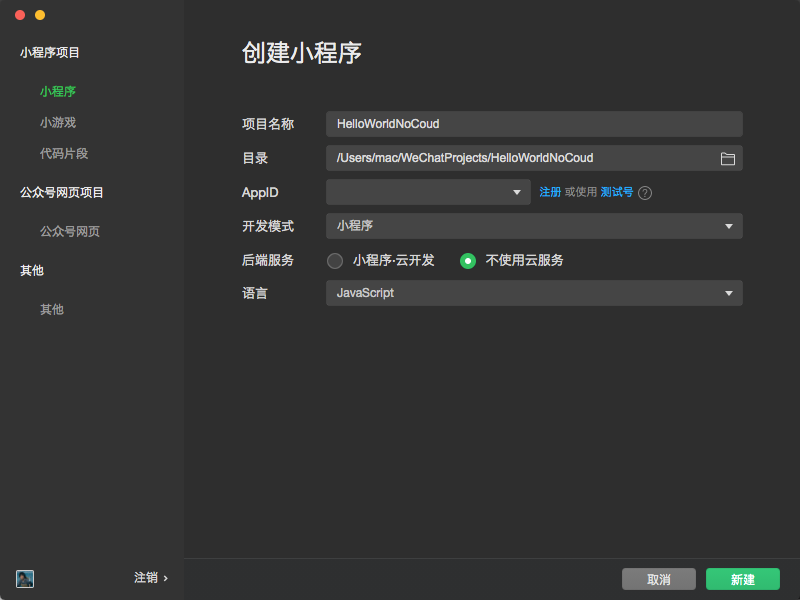 小程序项目
小程序
小游戏
代码片段
公众号网页项目
公众号网页
其他
其他
注销 ›
创建小程序
项目名称 HelloWorldNoCoud
目录 /Users/mac/WeChatProjects/HelloWorldNoCoud
AppID 注册 或使用 测试号 ?
开发模式 小程序
后端服务 小程序·云开发 不使用云服务
语言 JavaScript
取消 新建